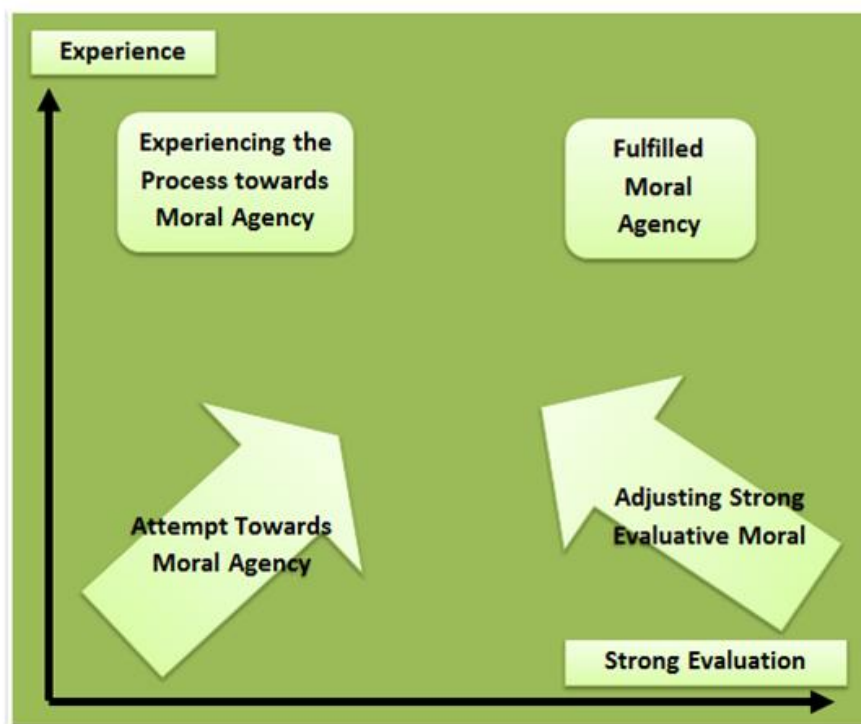 Experience
Experiencing the
Process towards
Moral Agency
Fulfilled
Moral
Agency
Attempt Towards
Moral Agency
Adjusting Strong
Evaluative Moral
Strong Evaluation